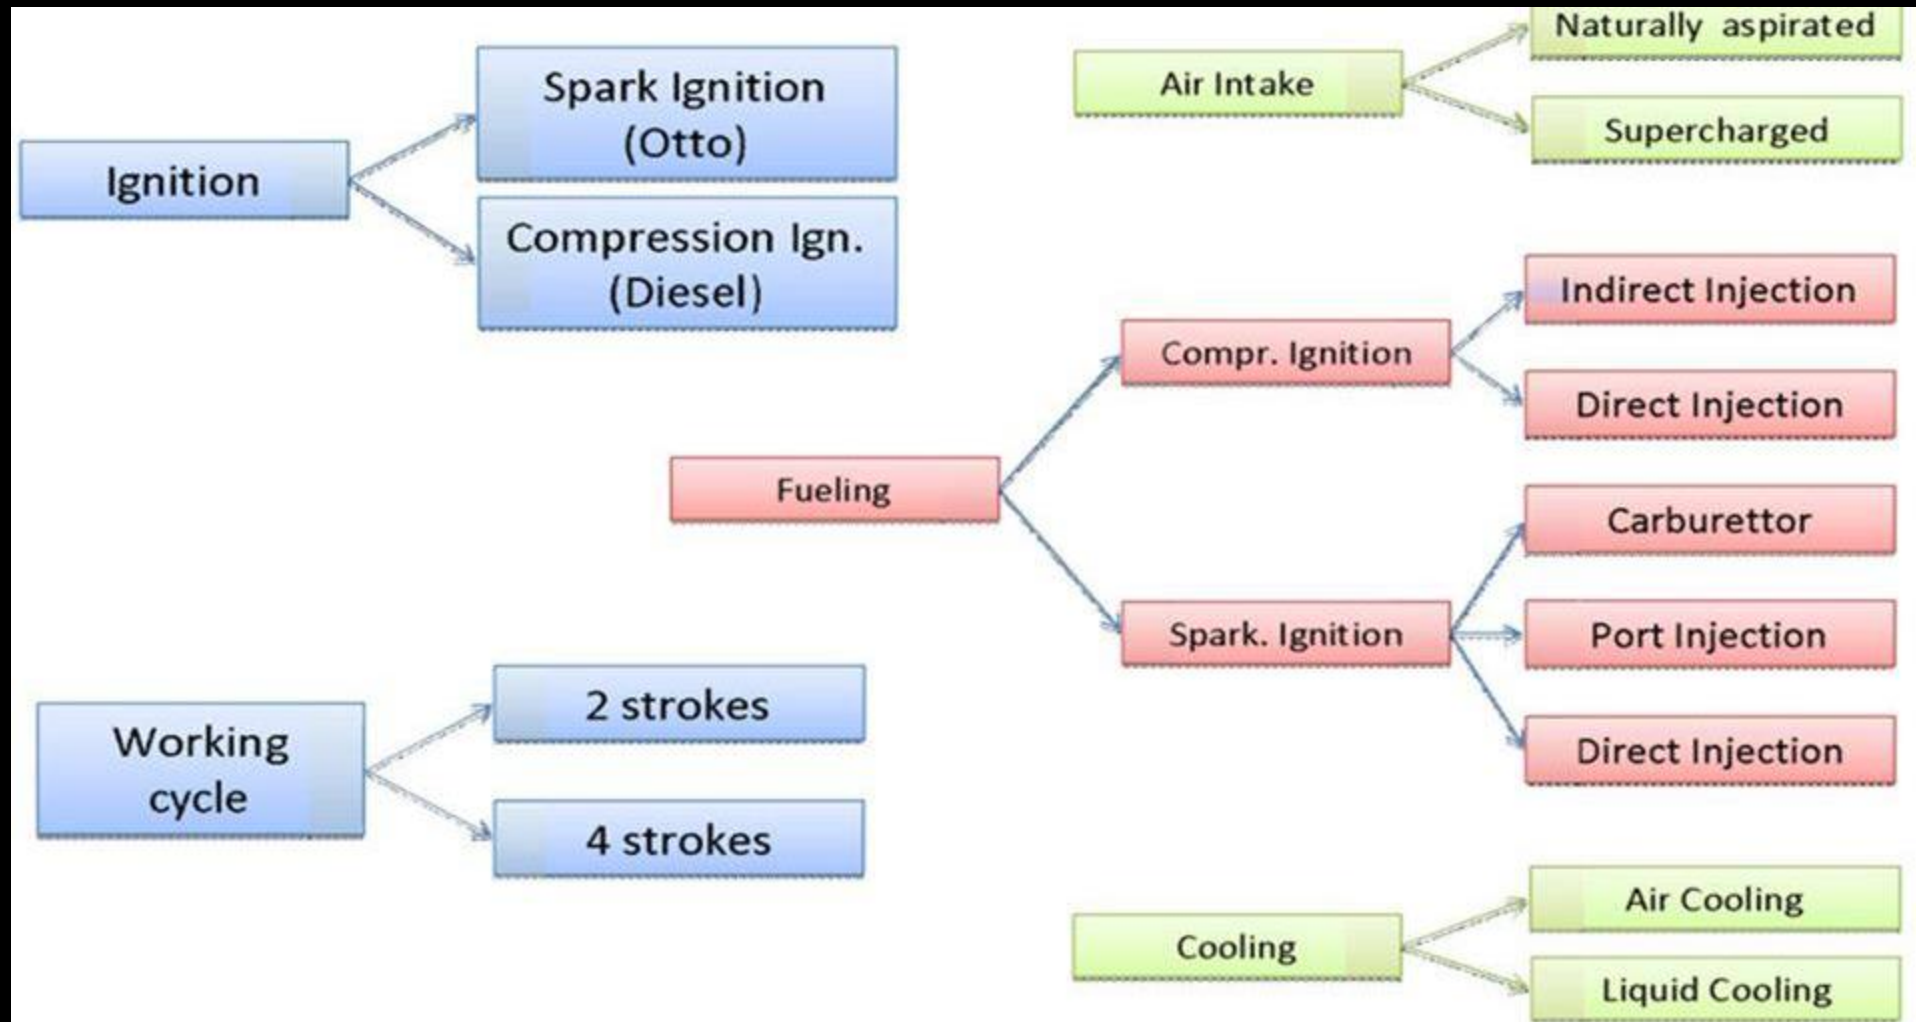 Ignition
Spark Ignition
(Otto)
Compression Ign.
(Diesel)
Air Intake
Naturally aspirated
Supercharged
Fueling
Compr. Ignition
Indirect Injection
Direct Injection
Spark. Ignition
Carburettor
Port Injection
Direct Injection
Working
cycle
2 strokes
4 strokes
Cooling
Air Cooling
Liquid Cooling